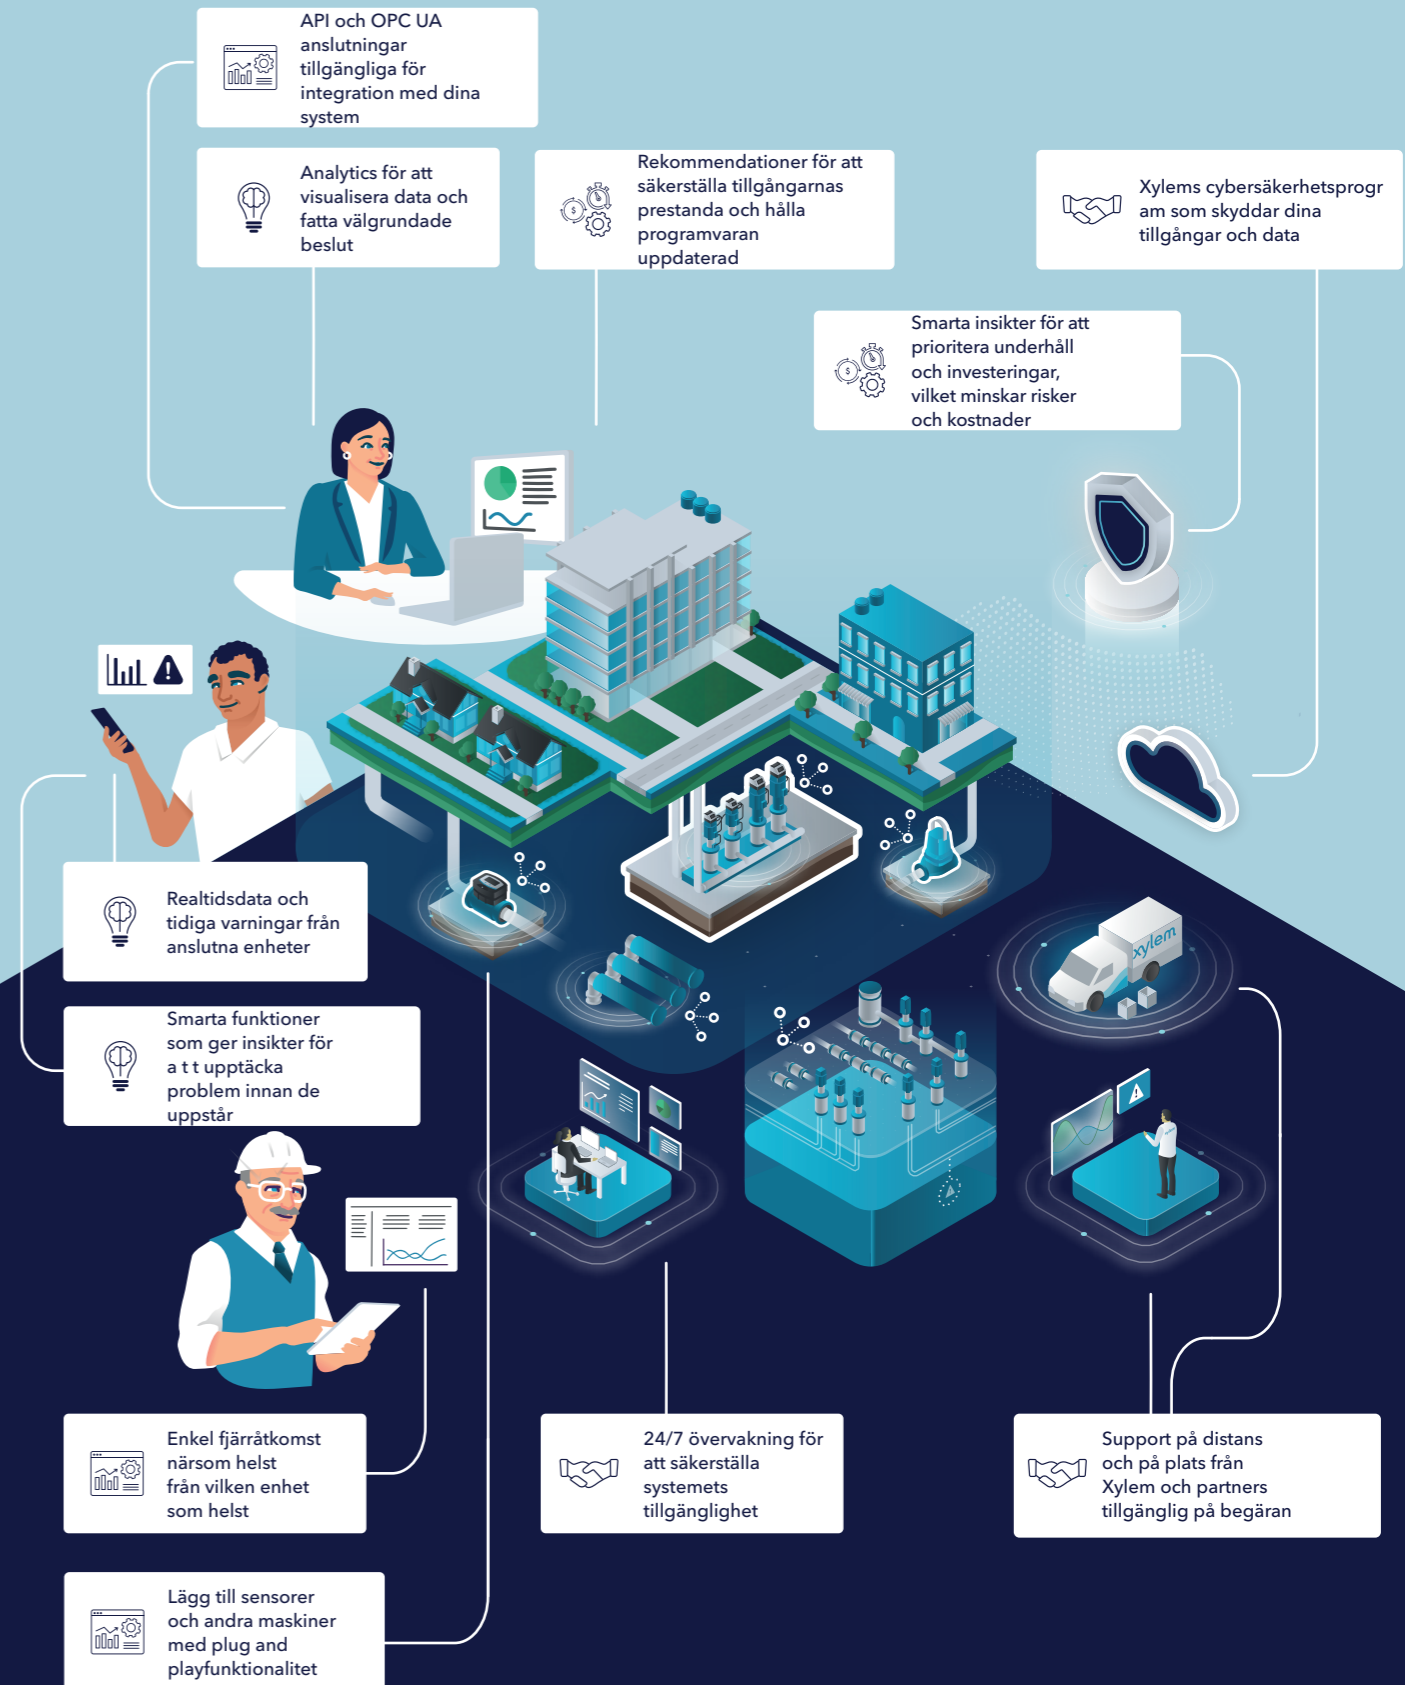 API och OPC UA
anslutningar
tillgängliga för
integration med dina
system
Analytics för att
visualisera data och
fatta välgrundade
beslut
Rekommendationer för att
säkerställa tillgångarnas
prestanda och hålla
programvaran
uppdaterad
Xylems cybersäkerhetsprogr
am som skyddar dina
tillgångar och data
Smarta insikter för att
prioritera underhåll
och investeringar,
vilket minskar risker
och kostnader
Realtidsdata och
tidiga varningar från
anslutna enheter
xylem
Smarta funktioner
som ger insikter för
a t t upptäcka
problem innan de
uppstår
Enkel fjärråtkomst
närsom helst
från vilken enhet
som helst
24/7 övervakning för
att säkerställa
systemets
tillgänglighet
Support på distans
och på plats från
Xylem och partners
tillgänglig på begäran
Lägg till sensorer
och andra maskiner
med plug and
playfunktionalitet